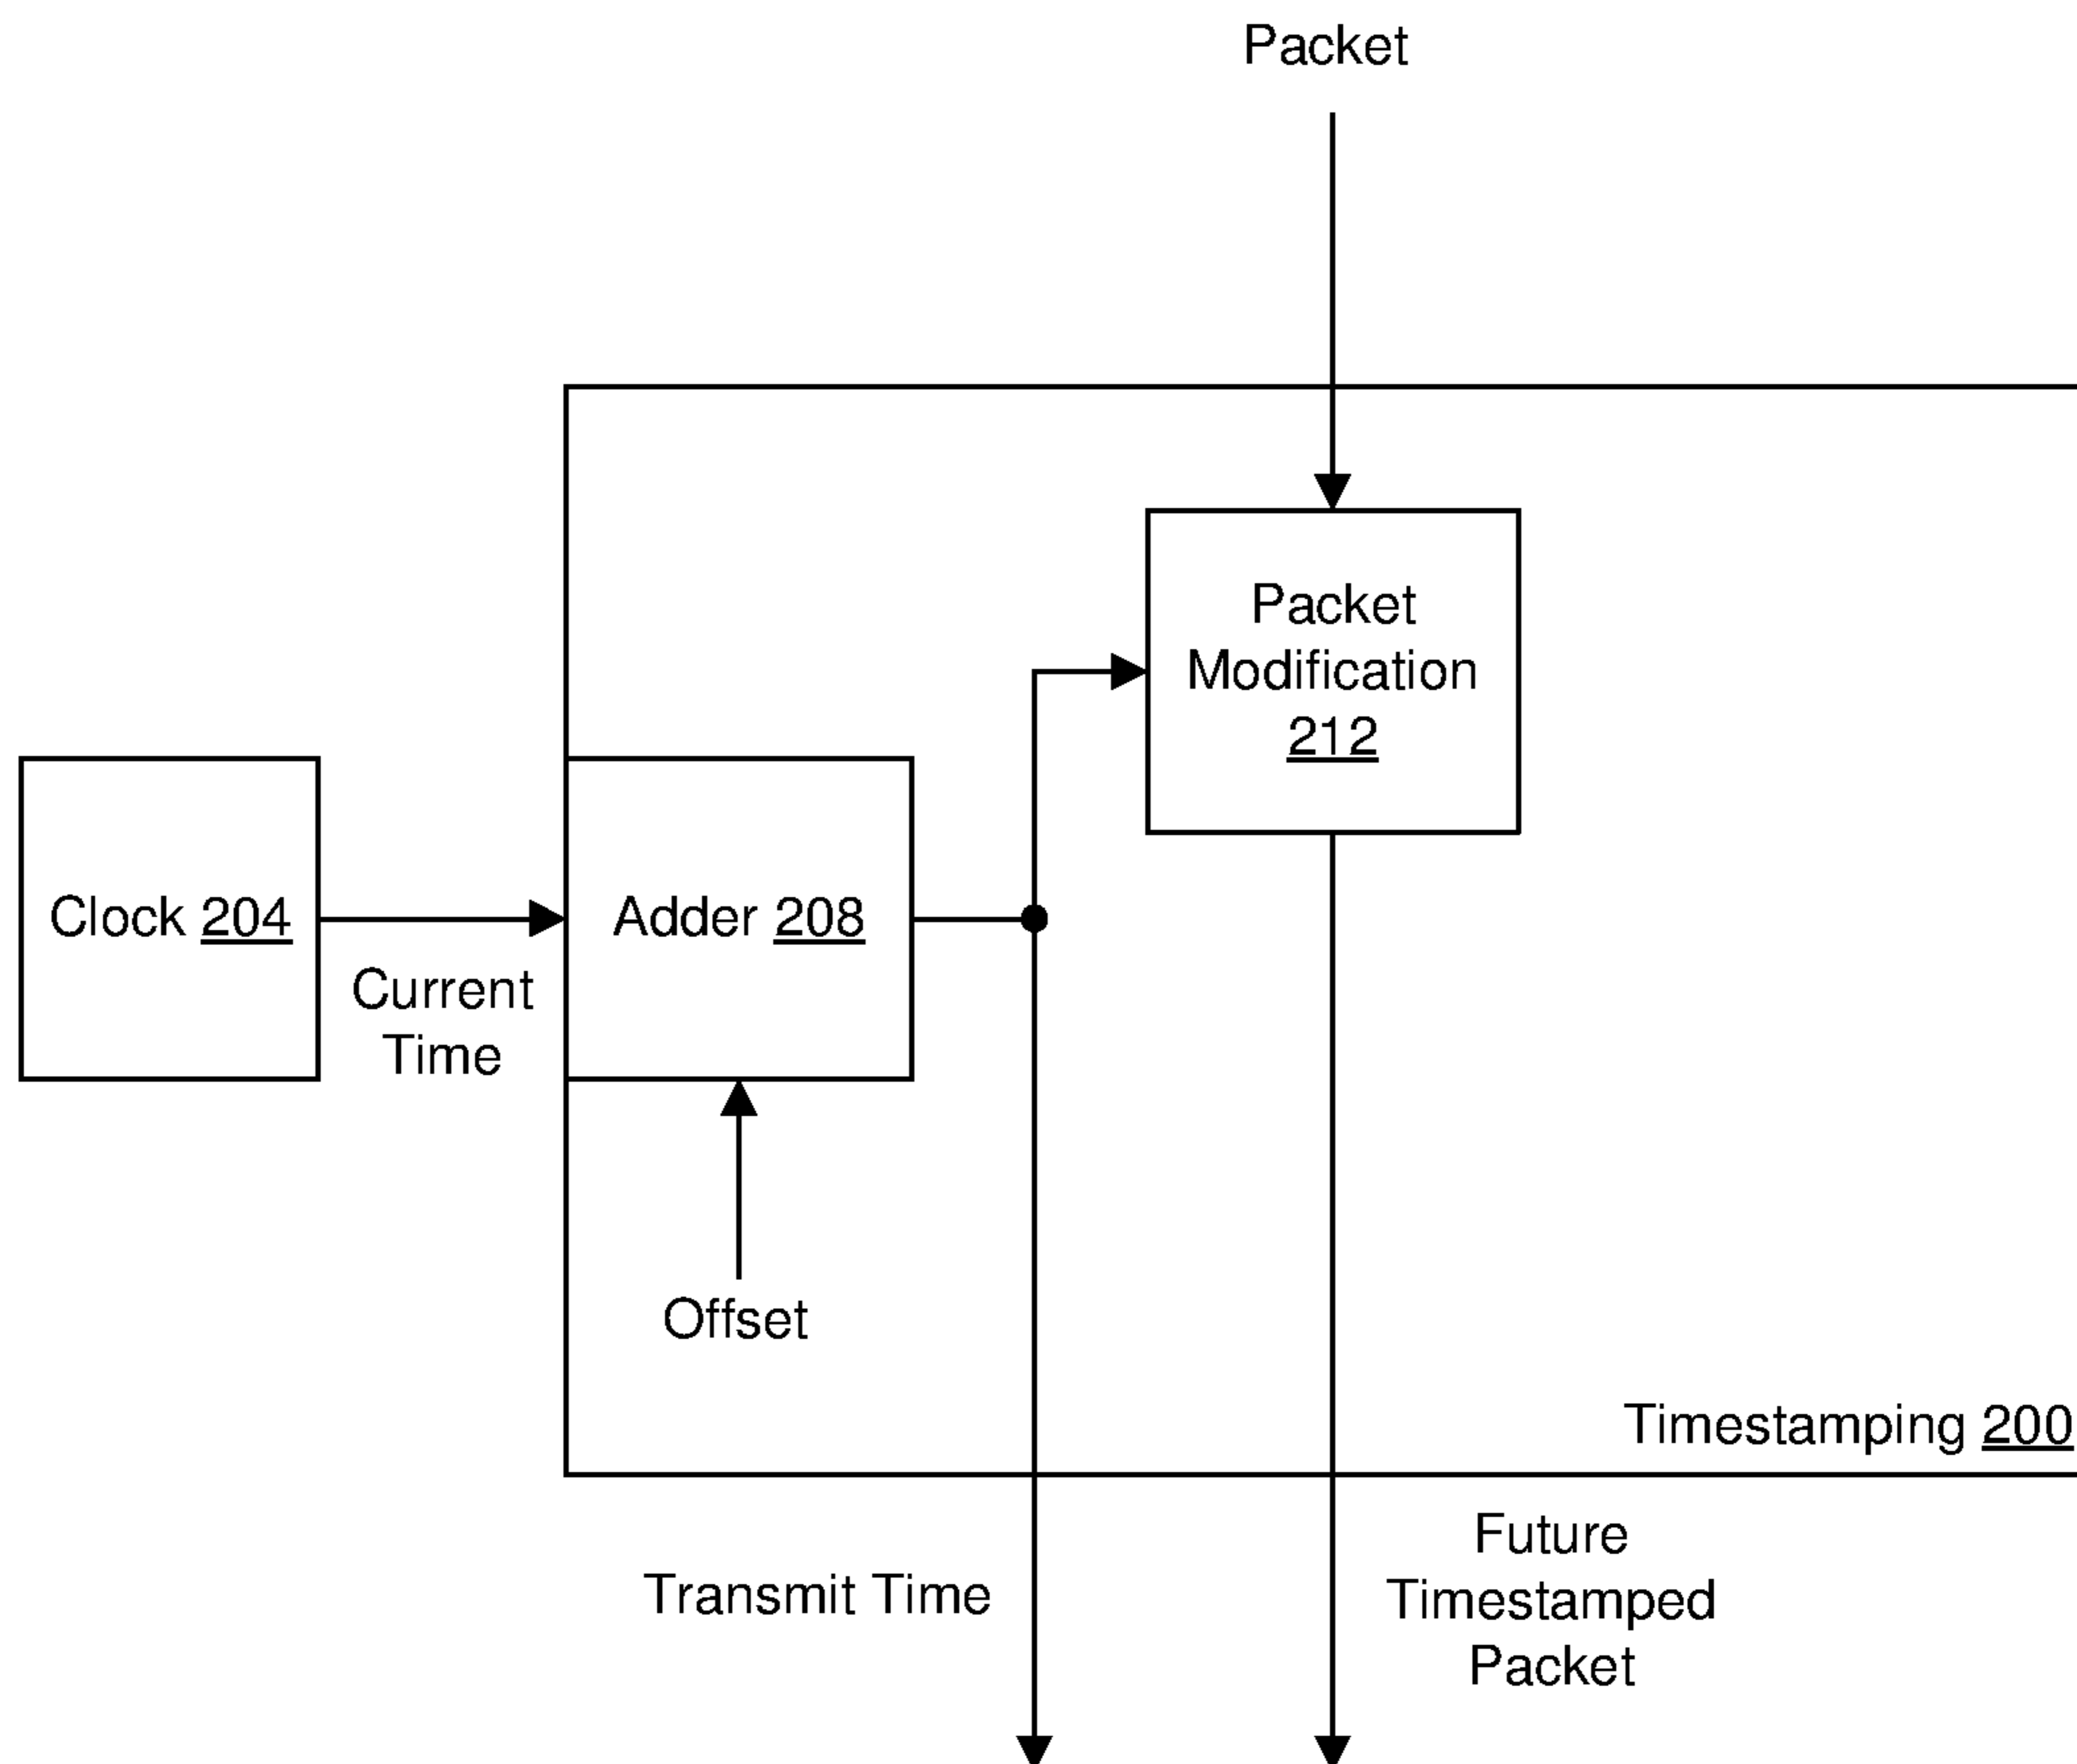 Packet
Packet
Modification
212
Clock 204
Adder 208
Current
Time
Offset
Timestamping 200
Transmit Time
Future
Timestamped
Packet